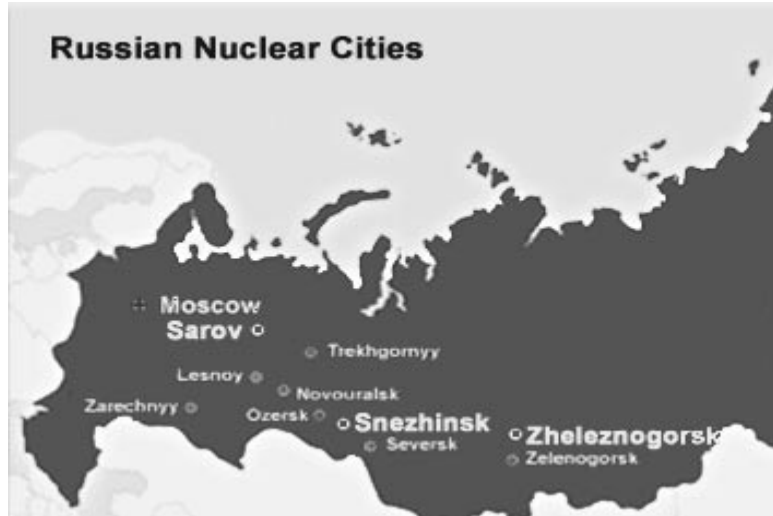 Russian Nuclear Cities
Moscow
Sarov
Trekhgornyy
Lesnoy
Novouralsk
Zarechnyy
Ozersk
Snezhinsk
Zheleznogorsk
Seversk
Zelenogorsk